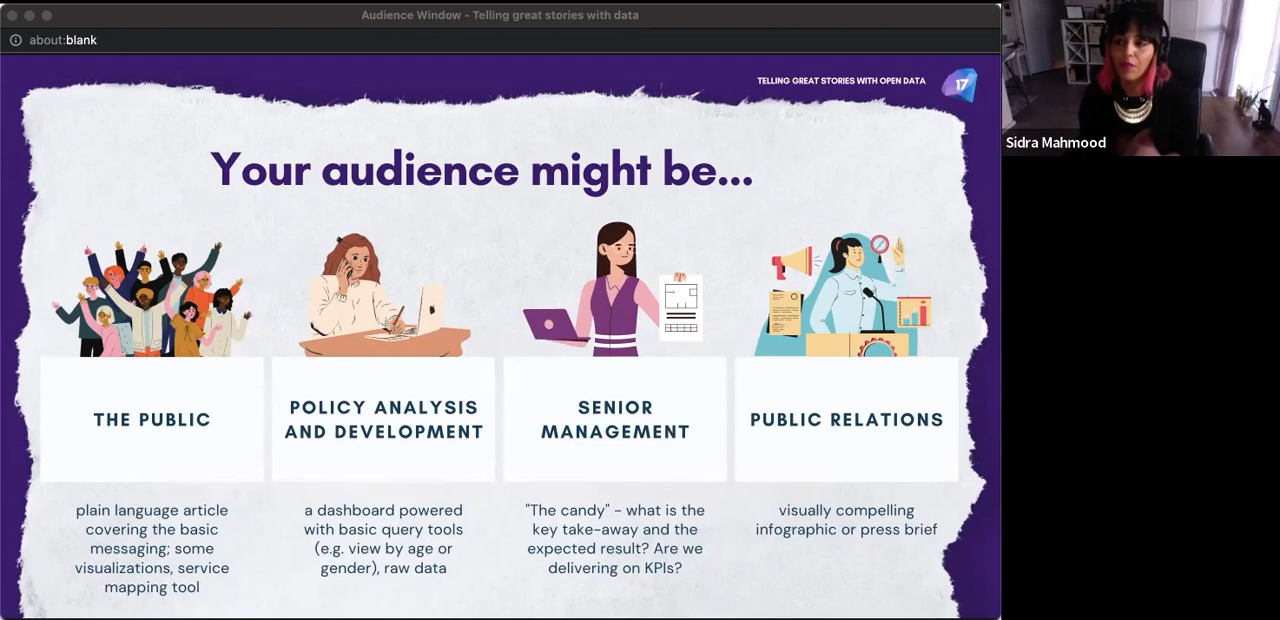 Audience Window - Telling great stories with data
about:blank
TELLING GREAT STORIES WITH OPEN DATA
17
Your audience might be...
THE PUBLIC
POLICY ANALYSIS
AND DEVELOPMENT
SENIOR
MANAGEMENT
PUBLIC RELATIONS
plain language article
covering the basic
messaging; some
visualizations, service
mapping tool
a dashboard powered
with basic query tools
(e.g. view by age or
gender), raw data
"The candy" - what is the
key take-away and the
expected result? Are we
delivering on KPIs?
visually compelling
infographic or press brief
Sidra Mahmood